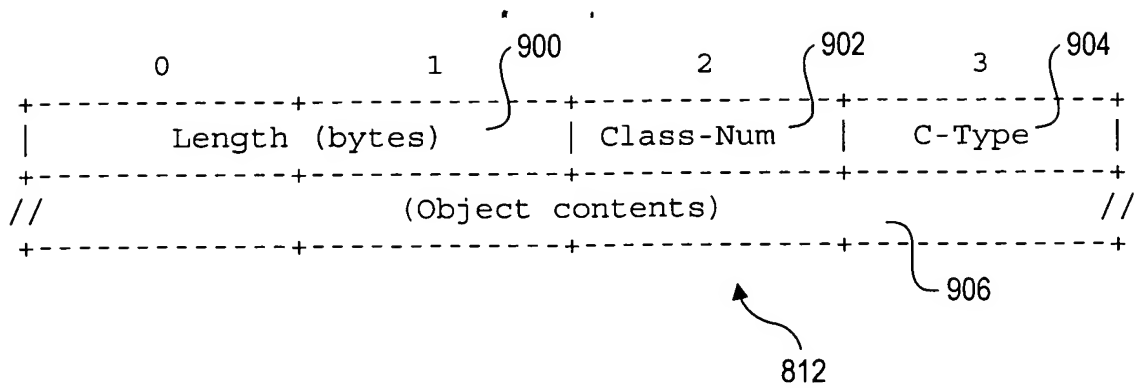 900 902 904
0 1 2 3
+---------------+---------------+---------------+---------------+
| Length (bytes) | Class-Num | C-Type |
+---------------+---------------+---------------+---------------+
// (Object contents) //
+---------------+---------------+---------------+---------------+
906
812